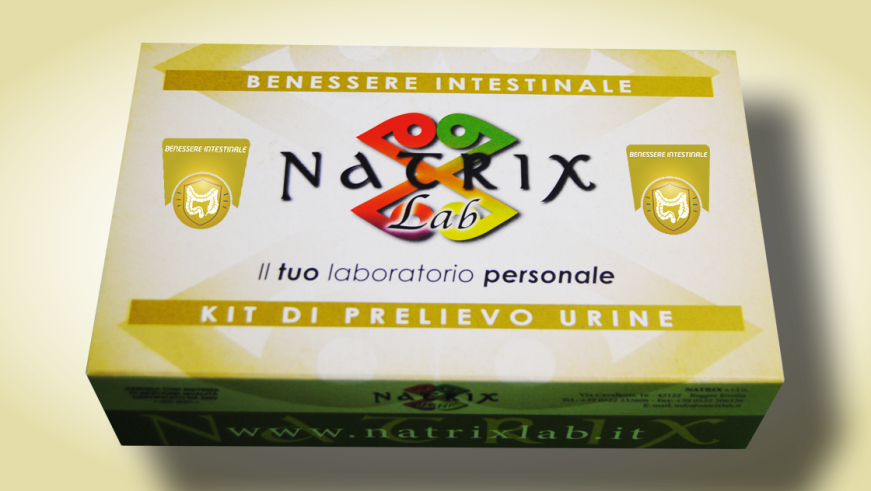 BENESSERE INTESTINALE
BENESSERE INTESTINALE
BENESSERE INTESTINALE
NaTRIX
Lab
Il tuo laboratorio personale
KIT DI PRELIEVO URINE
NaTRIX
NATRIX
www.natrixlab.it